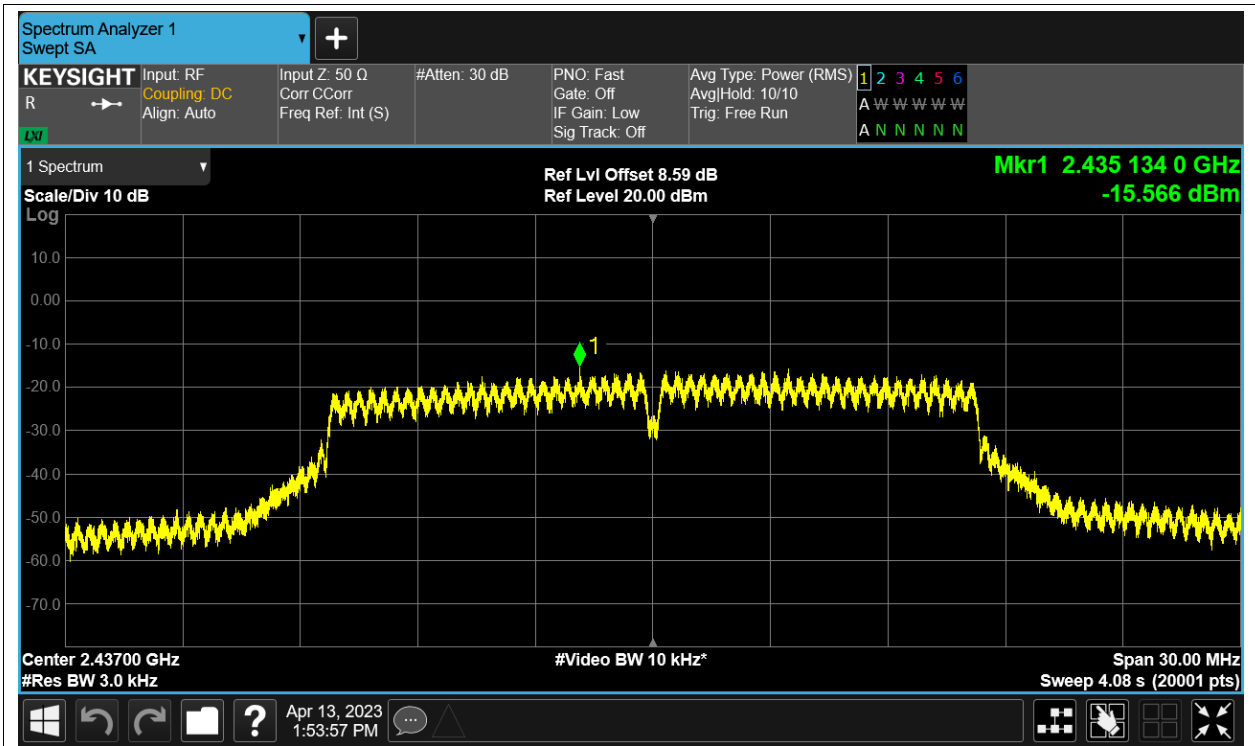 Spectrum Analyzer 1
Swept SA
KEYSIGHT
R
LXI
Input: RF
Coupling: DC
Align: Auto
Input Z: 50 Ω
Corr CCorr
Freq Ref: Int (S)
#Atten: 30 dB
PNO: Fast
Gate: Off
IF Gain: Low
Sig Track: Off
Avg Type: Power (RMS)
Avg|Hold: 10/10
Trig: Free Run
1 2 3 4 5 6
A W W W W W
A N N N N N
1 Spectrum
Scale/Div 10 dB
Log
Ref Lvl Offset 8.59 dB
Ref Level 20.00 dBm
Mkr1 2.435 134 0 GHz
-15.566 dBm
10.0
0.00
-10.0
-20.0
-30.0
-40.0
-50.0
-60.0
-70.0
1
Center 2.43700 GHz
#Res BW 3.0 kHz
#Video BW 10 kHz*
Span 30.00 MHz
Sweep 4.08 s (20001 pts)
?
Apr 13, 2023
1:53:57 PM